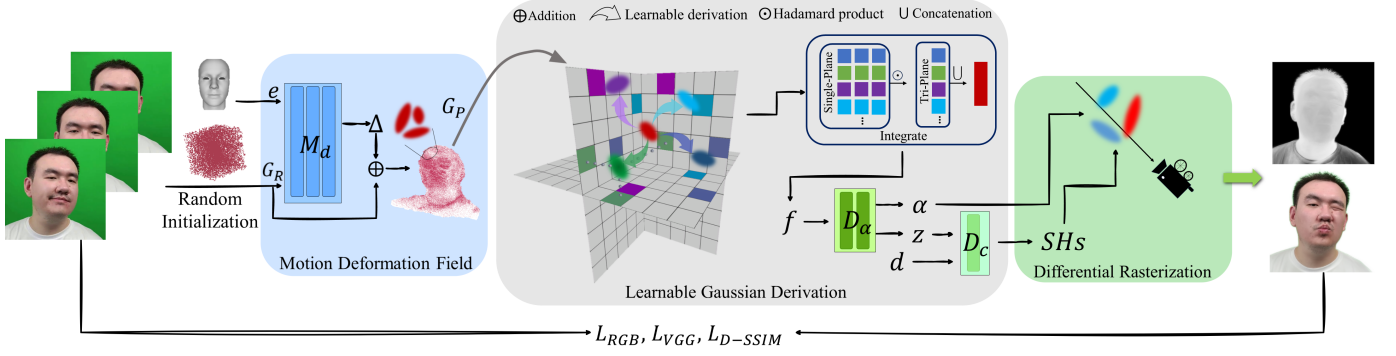 ⊕Addition Learnable derivation ⊙Hadamard product ∪ Concatenation
e
M_d
Δ
⊕
G_R
G_P
Random
Initialization
Motion Deformation Field
Single-Plane
...
⊙
Tri-Plane
...
∪
Integrate
f
D_α
α
z
d
D_c
SHs
Learnable Gaussian Derivation
Differential Rasterization
L_RGB, L_VGG, L_D−SSIM